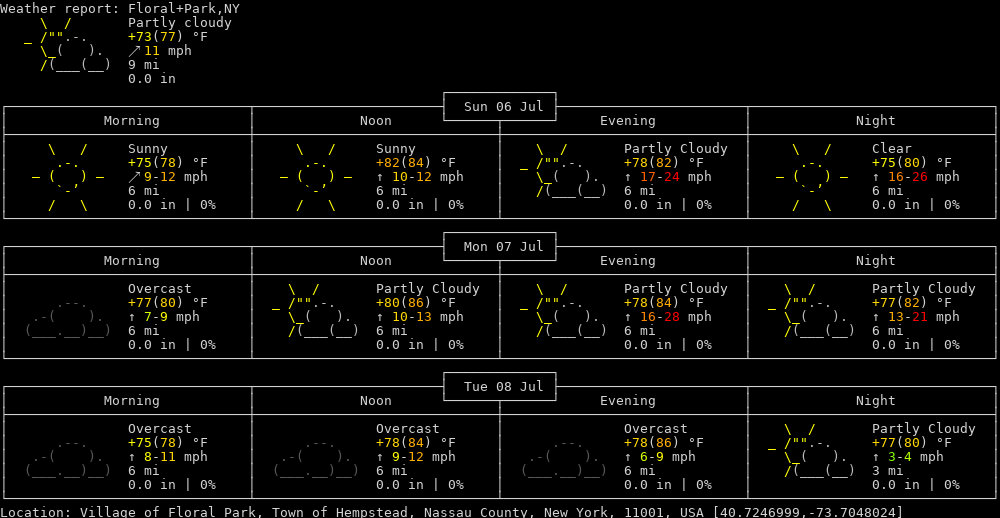 Weather report: Floral+Park,NY
Partly cloudy
+73(77) °F
↗ 11 mph
9 mi
0.0 in
Sun 06 Jul
Morning Noon Evening Night
Sunny Sunny Partly Cloudy Clear
+75(78) °F +82(84) °F +78(82) °F +75(80) °F
↗ 9-12 mph ↑ 10-12 mph ↑ 17-24 mph ↑ 16-26 mph
6 mi 6 mi 6 mi 6 mi
0.0 in | 0% 0.0 in | 0% 0.0 in | 0% 0.0 in | 0%
Mon 07 Jul
Morning Noon Evening Night
Overcast Partly Cloudy Partly Cloudy Partly Cloudy
+77(80) °F +80(86) °F +78(84) °F +77(82) °F
↑ 7-9 mph ↑ 10-13 mph ↑ 16-28 mph ↑ 13-21 mph
6 mi 6 mi 6 mi 6 mi
0.0 in | 0% 0.0 in | 0% 0.0 in | 0% 0.0 in | 0%
Tue 08 Jul
Morning Noon Evening Night
Overcast Overcast Overcast Partly Cloudy
+75(78) °F +78(84) °F +78(86) °F +77(80) °F
↑ 8-11 mph ↑ 9-12 mph ↑ 6-9 mph ↑ 3-4 mph
6 mi 6 mi 6 mi 3 mi
0.0 in | 0% 0.0 in | 0% 0.0 in | 0% 0.0 in | 0%
Location: Village of Floral Park, Town of Hempstead, Nassau County, New York, 11001, USA [40.7246999,-73.7048024]